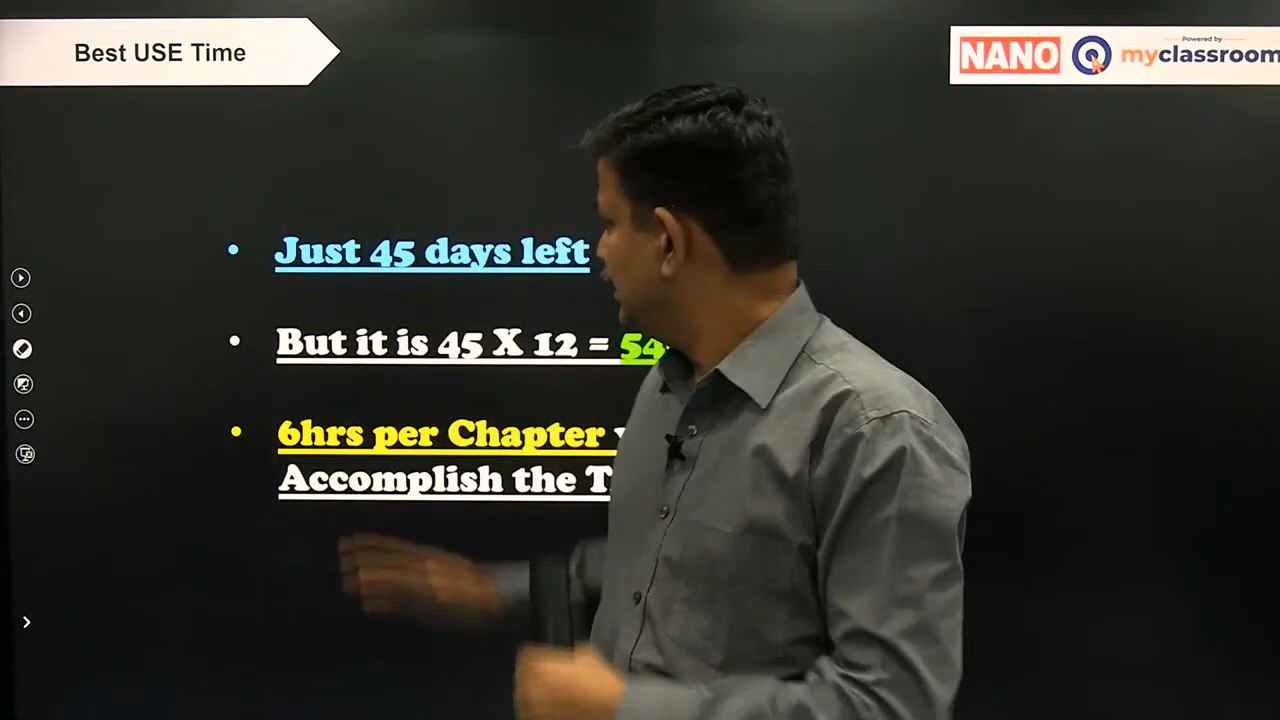 Best USE Time
NANO
Powered by
myclassroom
Just 45 days left
But it is 45 X 12 = 54
6hrs per Chapter
Accomplish the